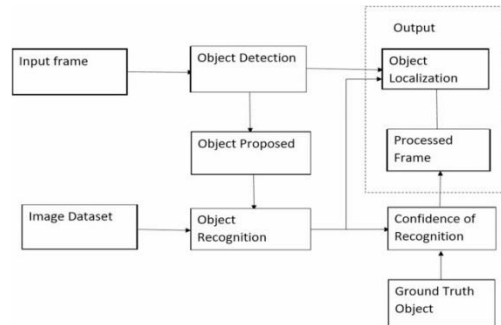 Output
Input frame
Object Detection
Object
Localization
Object Proposed
Processed
Frame
Image Dataset
Object
Recognition
Confidence of
Recognition
Ground Truth
Object